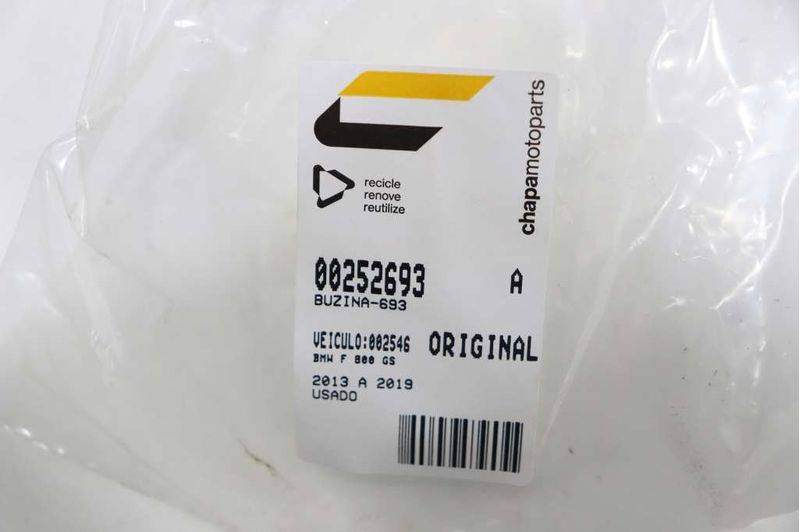 chapamotoparts
recicle
renove
reutilize
00252693 A
BUZINA-693
VEICULO:002546 ORIGINAL
BMW F 800 GS
2013 A 2019
USADO